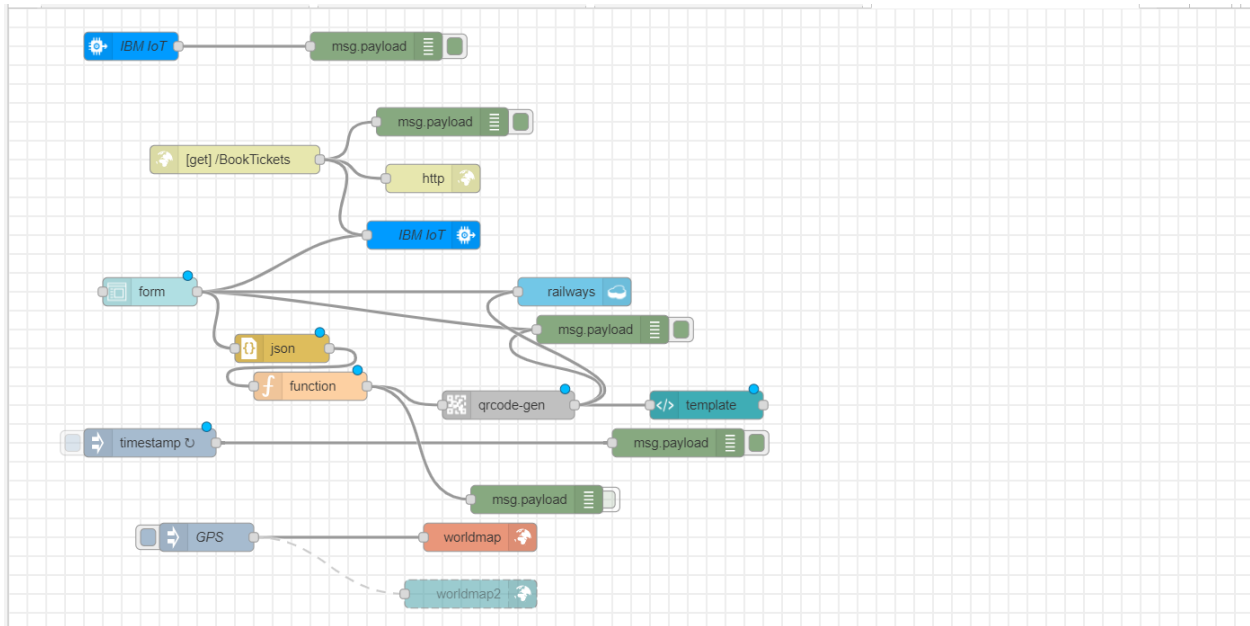 IBM IoT
msg.payload
msg.payload
[get] /BookTickets
http
IBM IoT
form
railways
msg.payload
json
function
qrcode-gen
template
timestamp ↻
msg.payload
msg.payload
GPS
worldmap
worldmap2